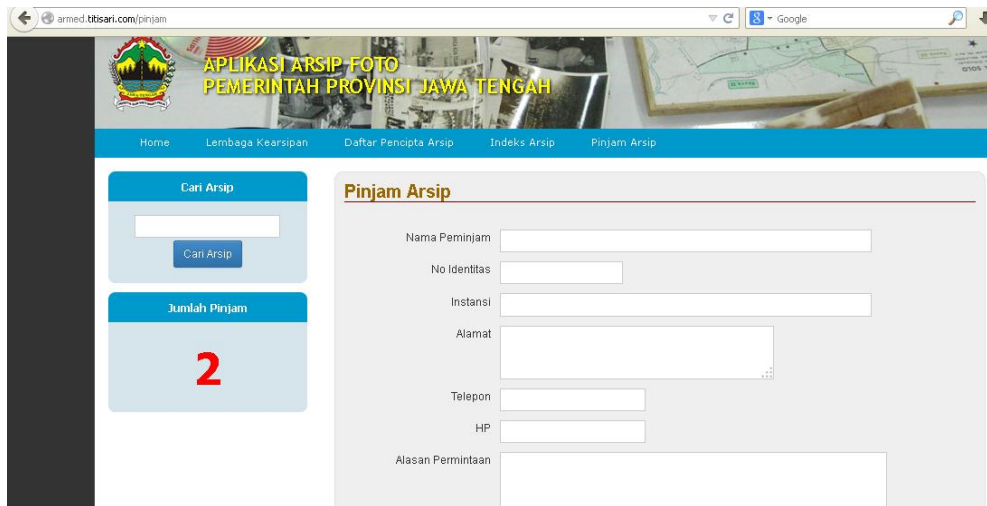 armed.titisari.com/pinjam
Google
APLIKASI ARSIP FOTO
PEMERINTAH PROVINSI JAWA TENGAH
Home Lembaga Kearsipan Daftar Pencipta Arsip Indeks Arsip Pinjam Arsip
Cari Arsip
Cari Arsip
Jumlah Pinjam
2
Pinjam Arsip
Nama Peminjam
No Identitas
Instansi
Alamat
Telepon
HP
Alasan Permintaan